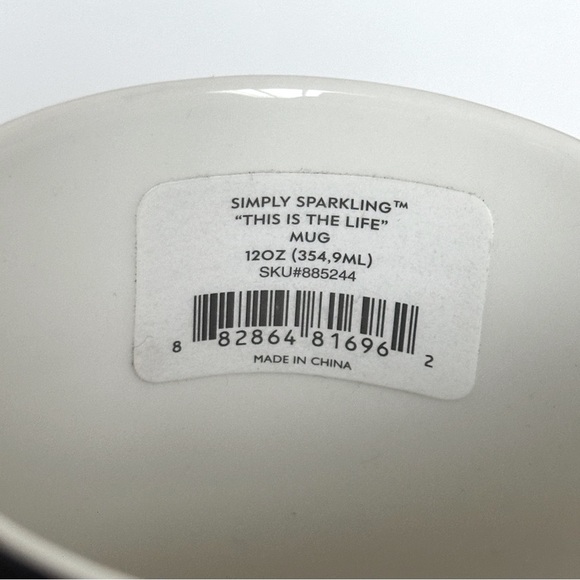 SIMPLY SPARKLING™
“THIS IS THE LIFE”
MUG
12OZ (354,9ML)
SKU#885244
8 82864 81696 2
MADE IN CHINA